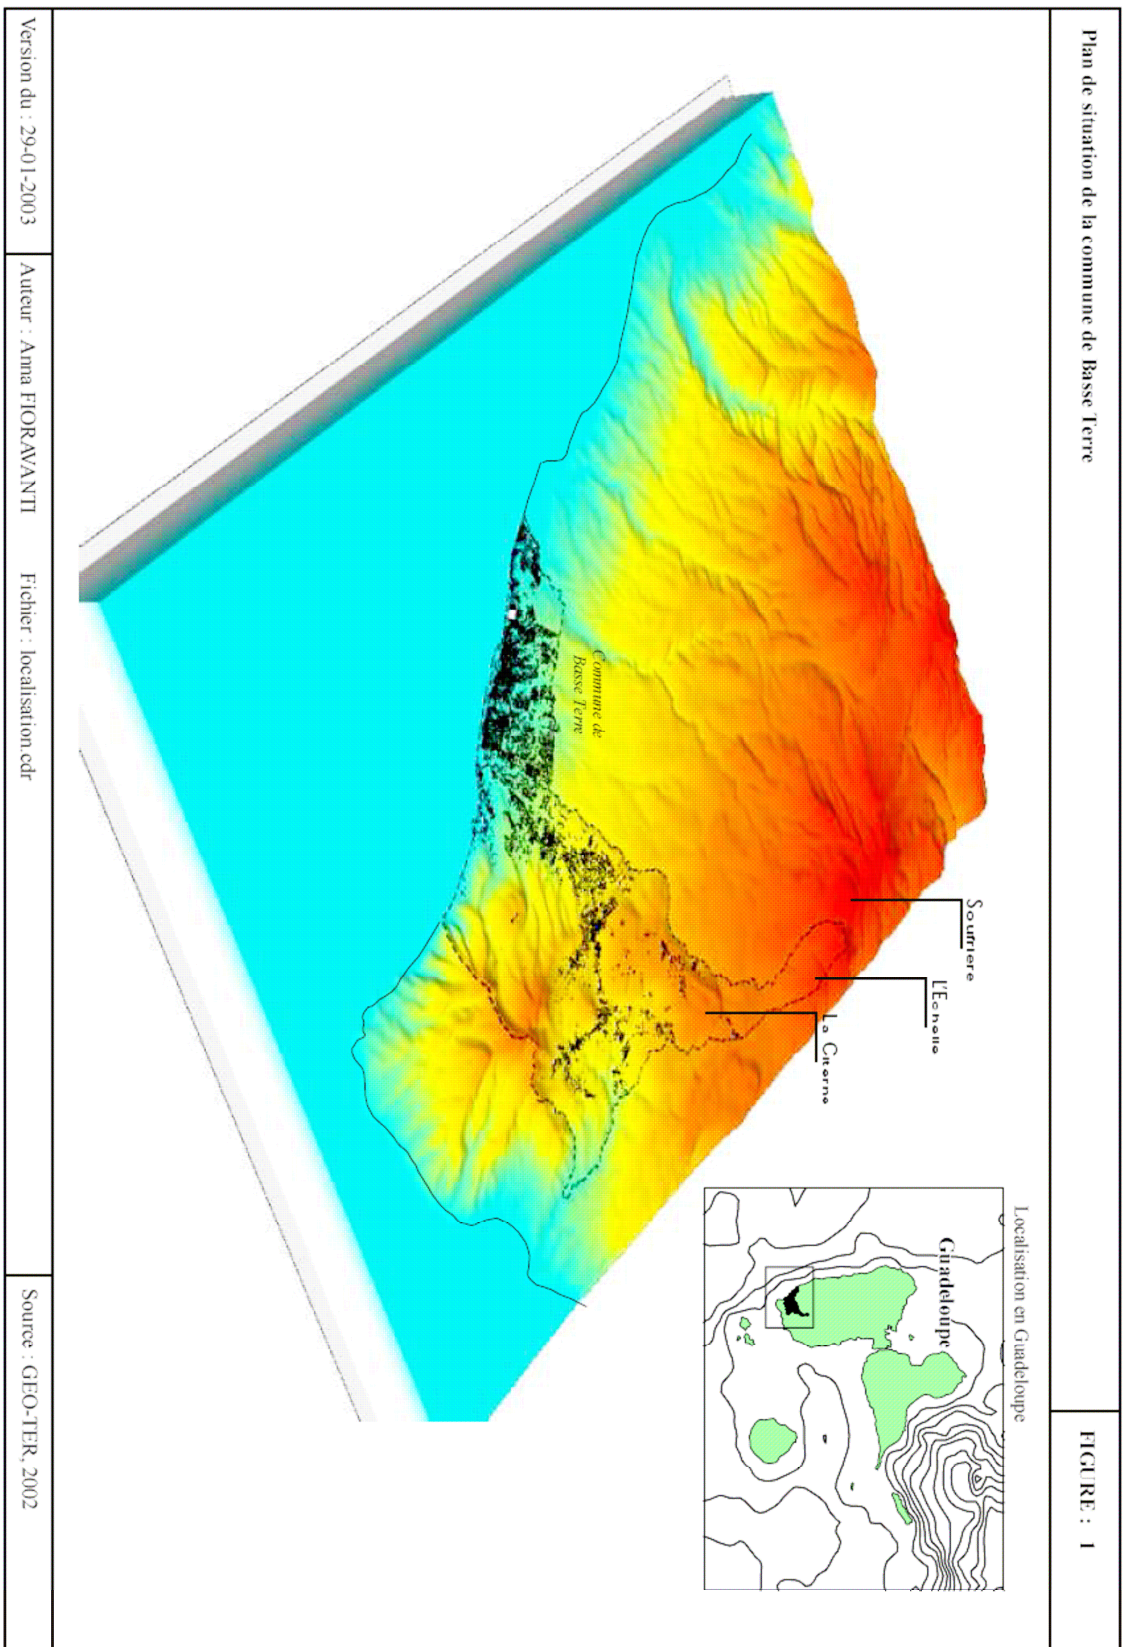 Plan de situation de la commune de Basse Terre
FIGURE : 1
Localisation en Guadeloupe
Guadeloupe
Soufriere
L'Echelle
La Citerne
Commune de
Basse Terre
Version du : 29-01-2003
Auteur : Anna FIORAVANTI
Fichier : localisation.cdr
Source : GEO-TER, 2002